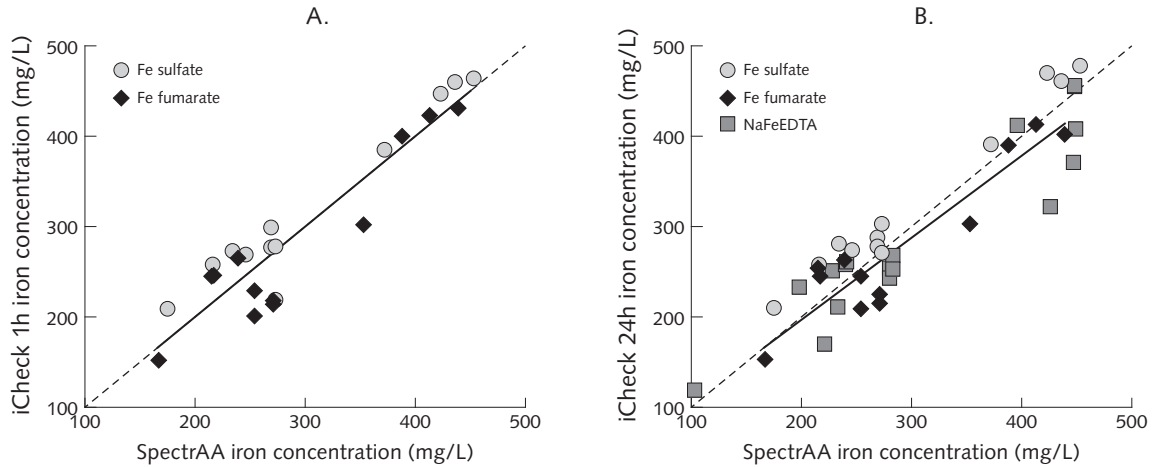 A.
iCheck 1h iron concentration (mg/L)
500
400
300
200
100
Fe sulfate
Fe fumarate
100
200
300
400
500
SpectrAA iron concentration (mg/L)
B.
iCheck 24h iron concentration (mg/L)
500
400
300
200
100
Fe sulfate
Fe fumarate
NaFeEDTA
100
200
300
400
500
SpectrAA iron concentration (mg/L)